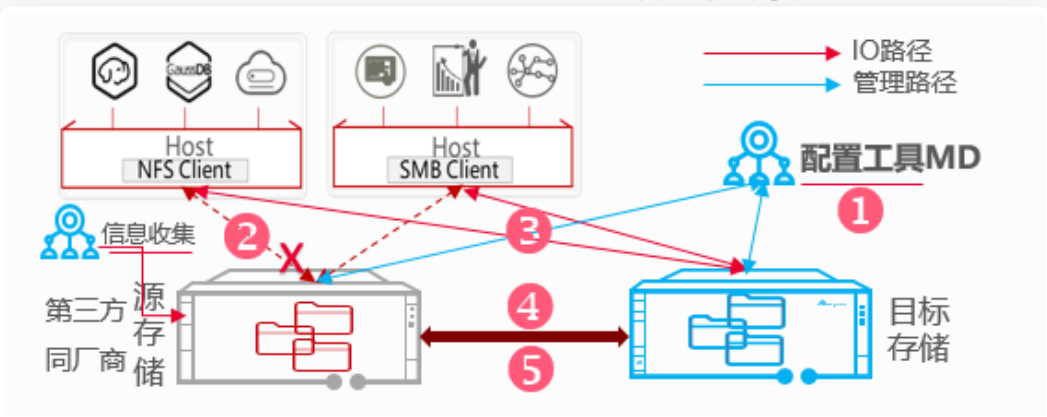 IO路径
管理路径
GaussDB
Host
NFS Client
Host
SMB Client
配置工具MD
1
信息收集
2
X
3
第三方
同厂商
源存储
4
5
目标
存储